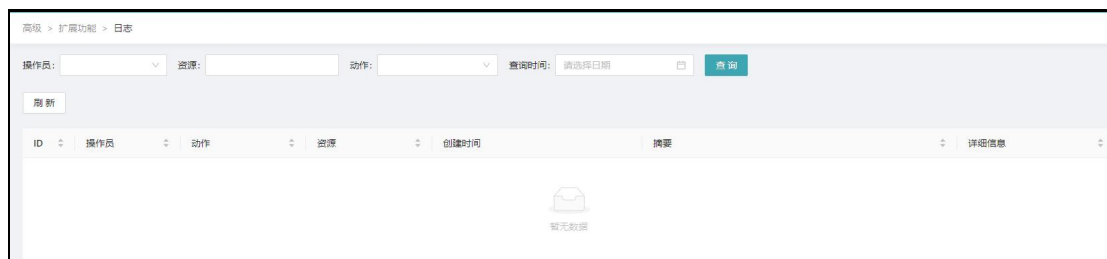 高级 > 扩展功能 > 日志
操作员: 资源: 动作: 查询时间: 请选择日期 查 询
刷 新
ID 操作员 动作 资源 创建时间 摘要 详细信息
暂无数据